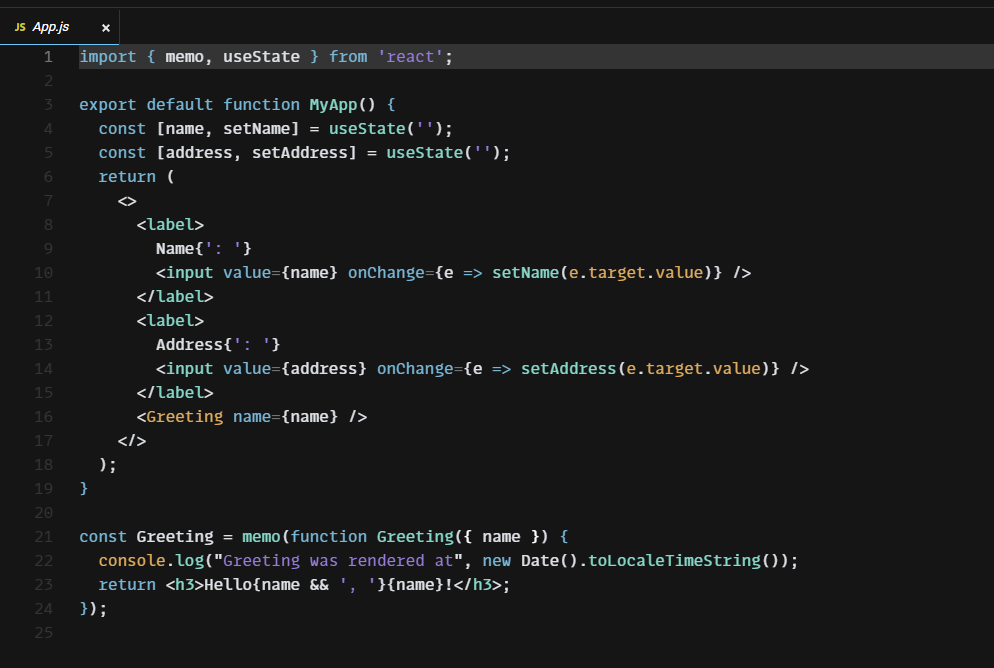 JS App.js ×
1 import { memo, useState } from 'react';
2
3 export default function MyApp() {
4   const [name, setName] = useState('');
5   const [address, setAddress] = useState('');
6   return (
7     <>
8       <label>
9         Name{': '}
10         <input value={name} onChange={e => setName(e.target.value)} />
11       </label>
12       <label>
13         Address{': '}
14         <input value={address} onChange={e => setAddress(e.target.value)} />
15       </label>
16       <Greeting name={name} />
17     </>
18   );
19 }
20
21 const Greeting = memo(function Greeting({ name }) {
22   console.log("Greeting was rendered at", new Date().toLocaleTimeString());
23   return <h3>Hello{name && ', '}{name}!</h3>;
24 });
25